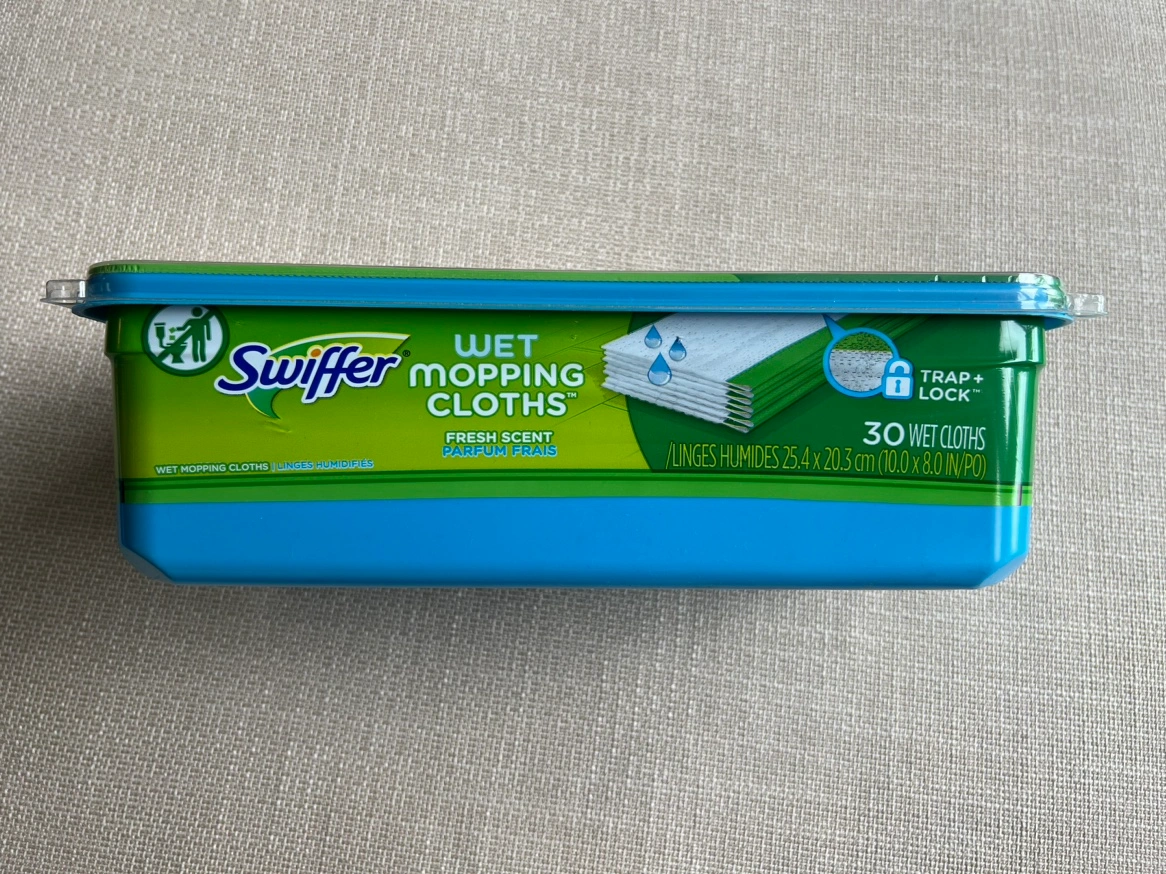 Swiffer®
WET
MOPPING
CLOTHS™
FRESH SCENT
PARFUM FRAIS
WET MOPPING CLOTHS | LINGES HUMIDIFIÉS
TRAP +
LOCK™
30 WET CLOTHS
/LINGES HUMIDES 25.4 x 20.3 cm (10.0 x 8.0 IN/PO)